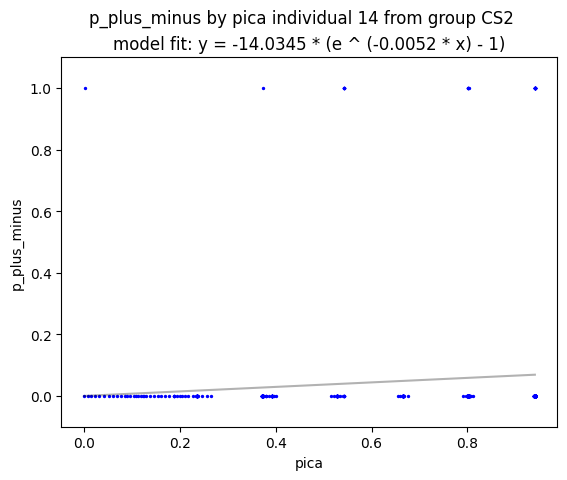 p_plus_minus by pica individual 14 from group CS2
model fit: y = -14.0345 * (e ^ (-0.0052 * x) - 1)
1.0
0.8
0.6
0.4
0.2
0.0
p_plus_minus
0.0 0.2 0.4 0.6 0.8
pica